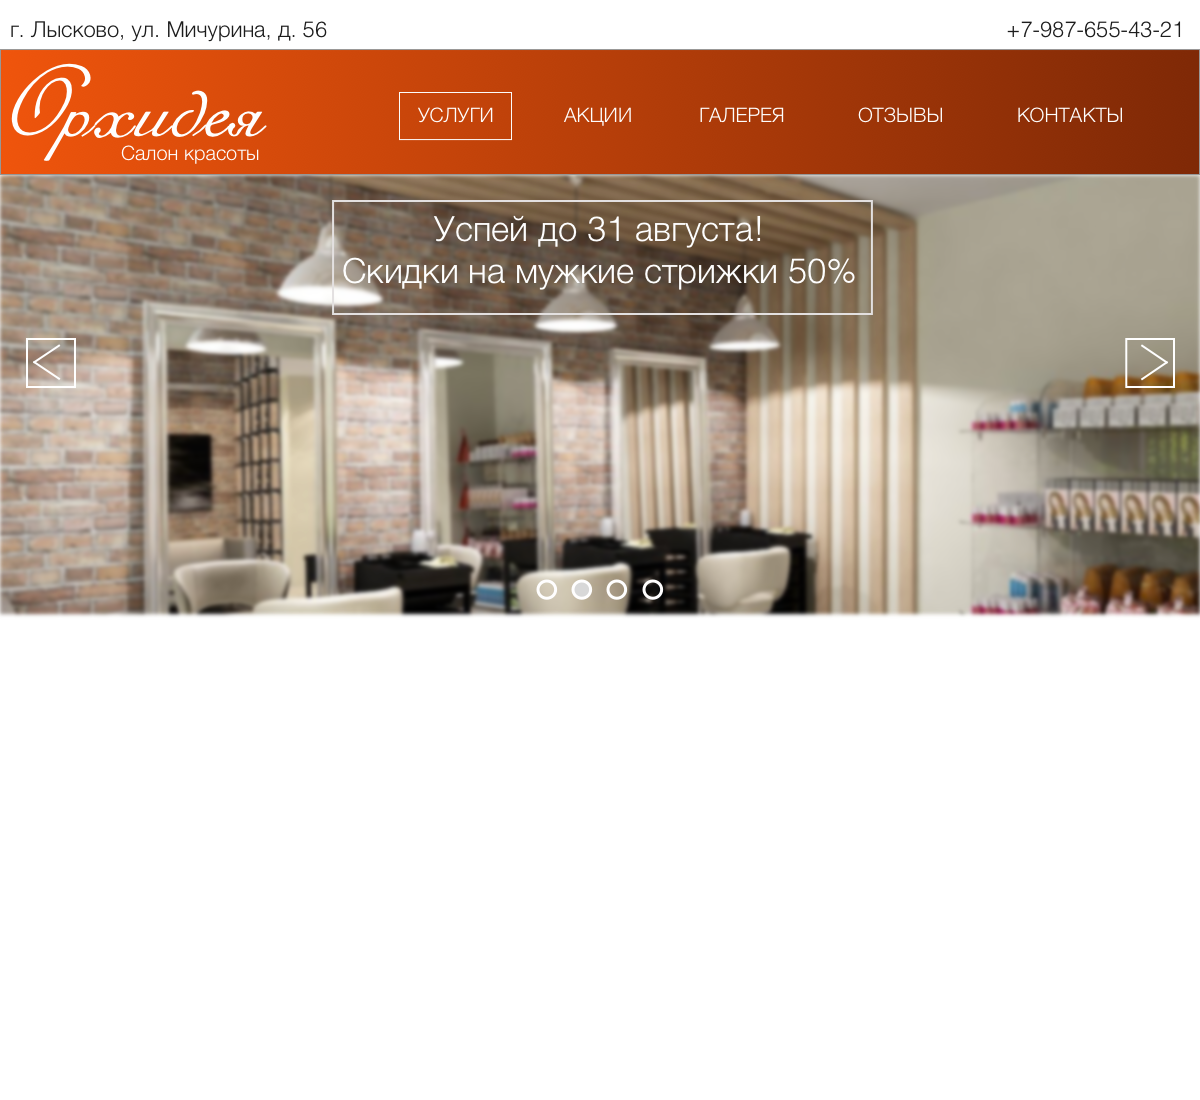 г. Лысково, ул. Мичурина, д. 56
+7-987-655-43-21
Орхидея
Салон красоты
УСЛУГИ
АКЦИИ
ГАЛЕРЕЯ
ОТЗЫВЫ
КОНТАКТЫ
Успей до 31 августа!
Скидки на мужкие стрижки 50%